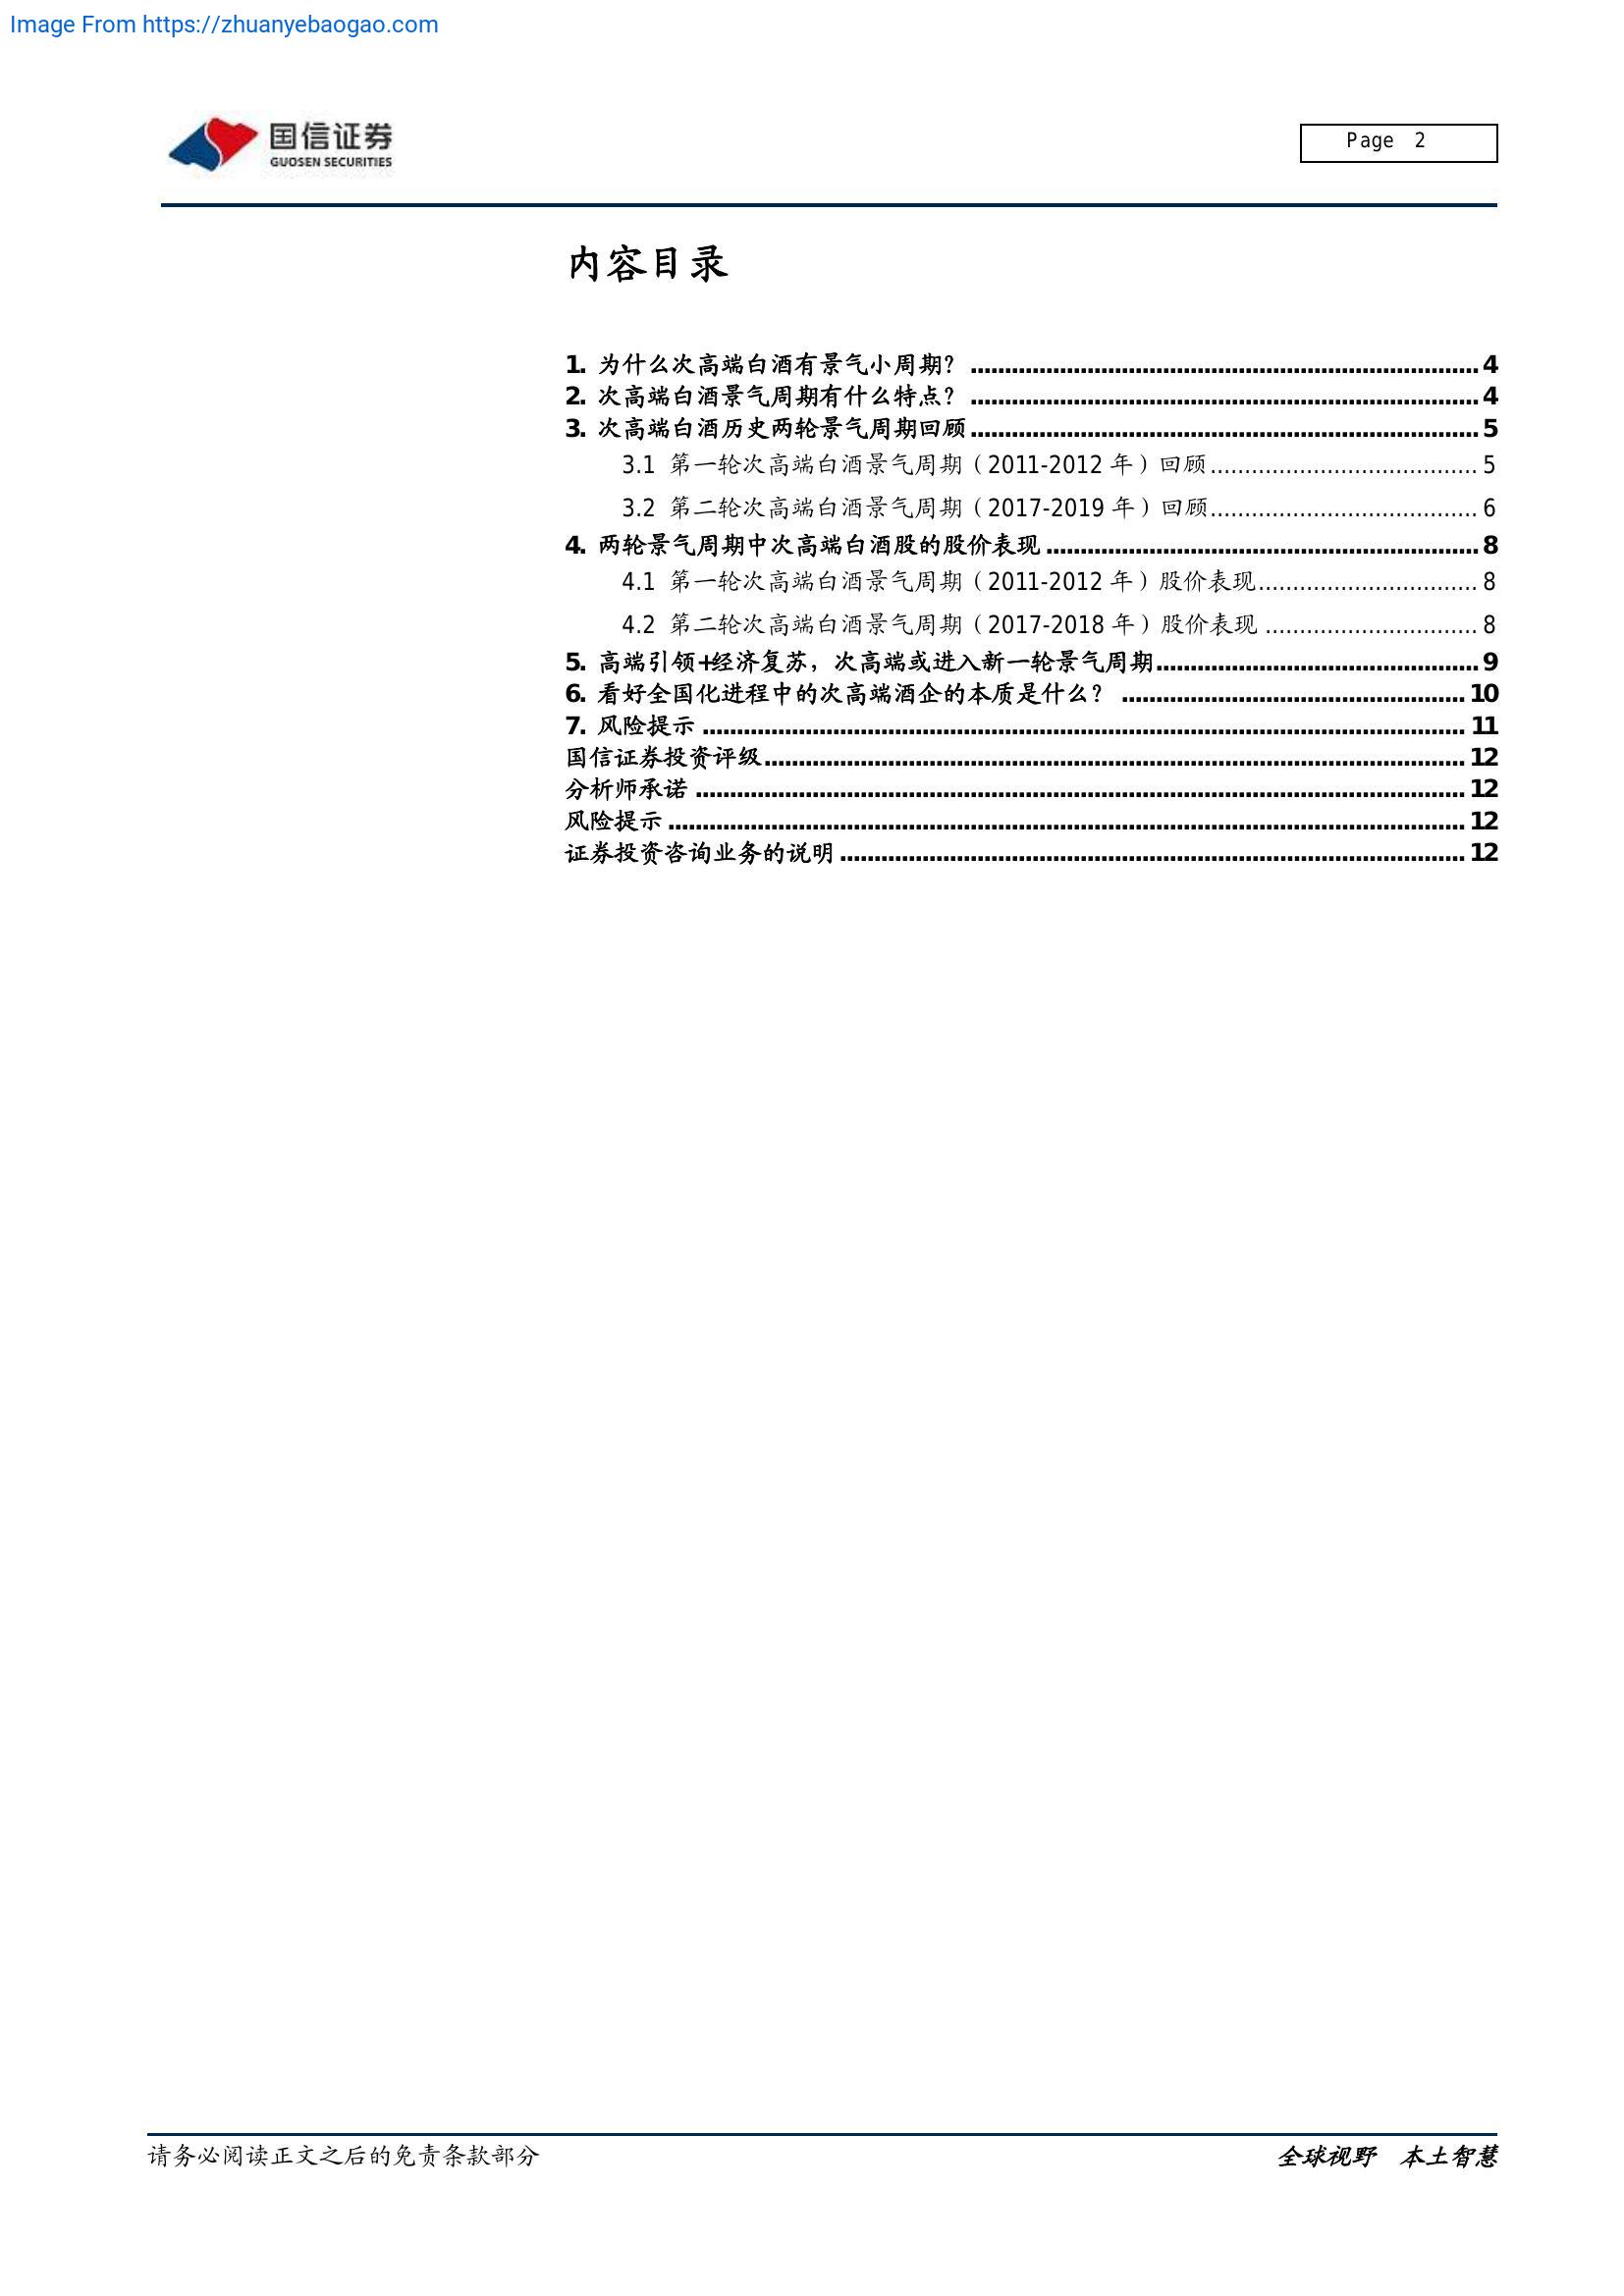 Image From https://zhuanyebaogao.com
国信证券
GUOSEN SECURITIES
Page 2
内容目录
1. 为什么次高端白酒有景气小周期？ 4
2. 次高端白酒景气周期有什么特点？ 4
3. 次高端白酒历史两轮景气周期回顾 5
3.1 第一轮次高端白酒景气周期（2011-2012 年）回顾 5
3.2 第二轮次高端白酒景气周期（2017-2019 年）回顾 6
4. 两轮景气周期中次高端白酒股的股价表现 8
4.1 第一轮次高端白酒景气周期（2011-2012 年）股价表现 8
4.2 第二轮次高端白酒景气周期（2017-2018 年）股价表现 8
5. 高端引领+经济复苏，次高端或进入新一轮景气周期 9
6. 看好全国化进程中的次高端酒企的本质是什么？ 10
7. 风险提示 11
国信证券投资评级 12
分析师承诺 12
风险提示 12
证券投资咨询业务的说明 12
请务必阅读正文之后的免责条款部分
全球视野 本土智慧